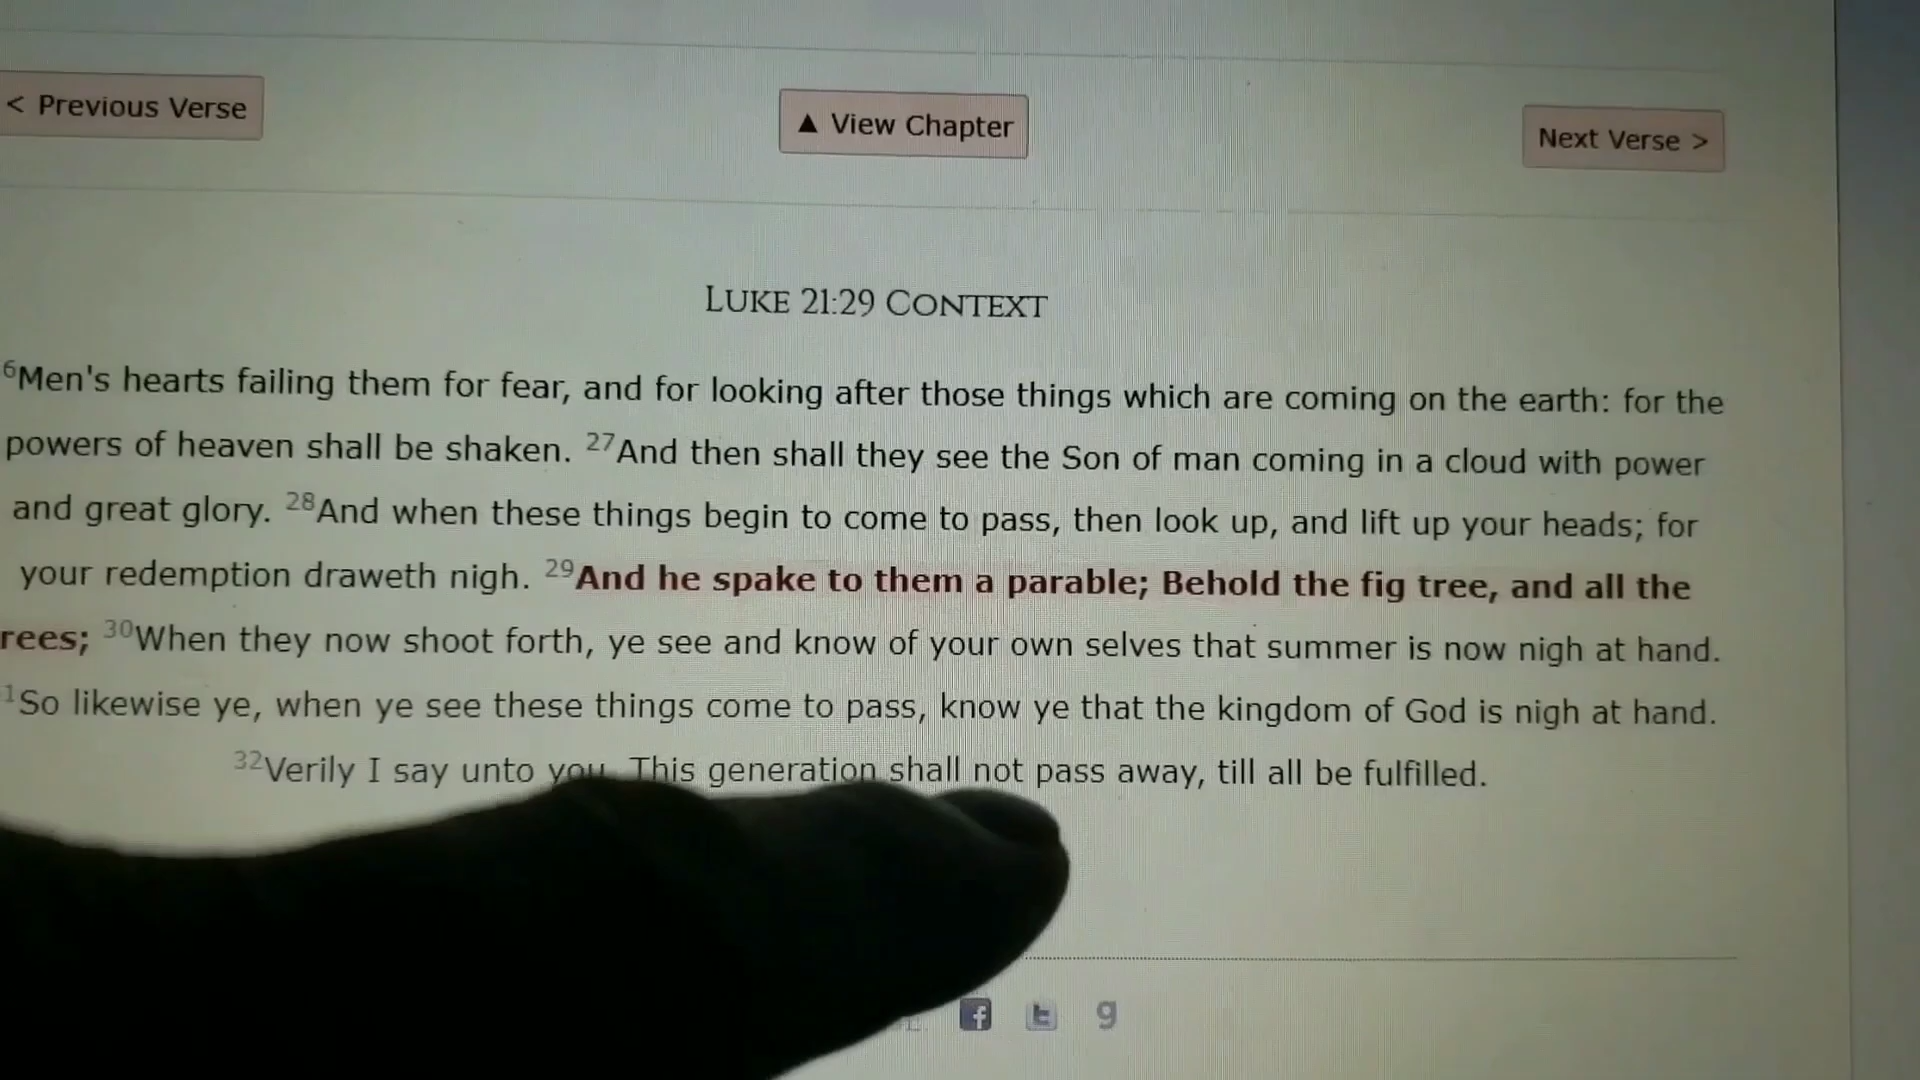 < Previous Verse
▲ View Chapter
Next Verse >
LUKE 21:29 CONTEXT
6Men's hearts failing them for fear, and for looking after those things which are coming on the earth: for the
powers of heaven shall be shaken. 27And then shall they see the Son of man coming in a cloud with power
and great glory. 28And when these things begin to come to pass, then look up, and lift up your heads; for
your redemption draweth nigh. 29And he spake to them a parable; Behold the fig tree, and all the
rees; 30When they now shoot forth, ye see and know of your own selves that summer is now nigh at hand.
1So likewise ye, when ye see these things come to pass, know ye that the kingdom of God is nigh at hand.
32Verily I say unto you, This generation shall not pass away, till all be fulfilled.
f t g